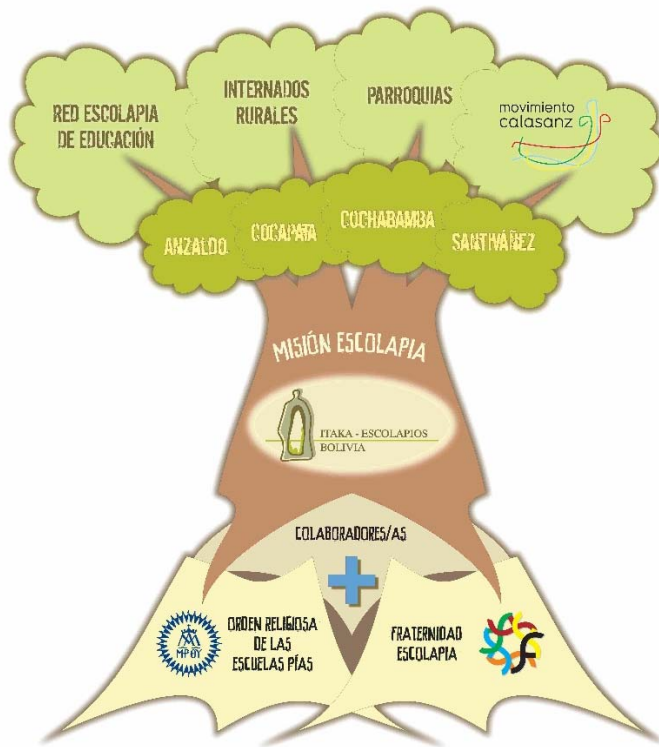 RED ESCOLAPIA
DE EDUCACIÓN
INTERNADOS
RURALES
PARROQUIAS
movimiento
calasanz
ANZALDO
COCAPATA
COCHABAMBA
SANTIVÁÑEZ
MISIÓN ESCOLAPIA
ITAKA - ESCOLAPIOS
BOLIVIA
COLABORADORES/AS
ORDEN RELIGIOSA
DE LAS
ESCUELAS PÍAS
FRATERNIDAD
ESCOLAPIA